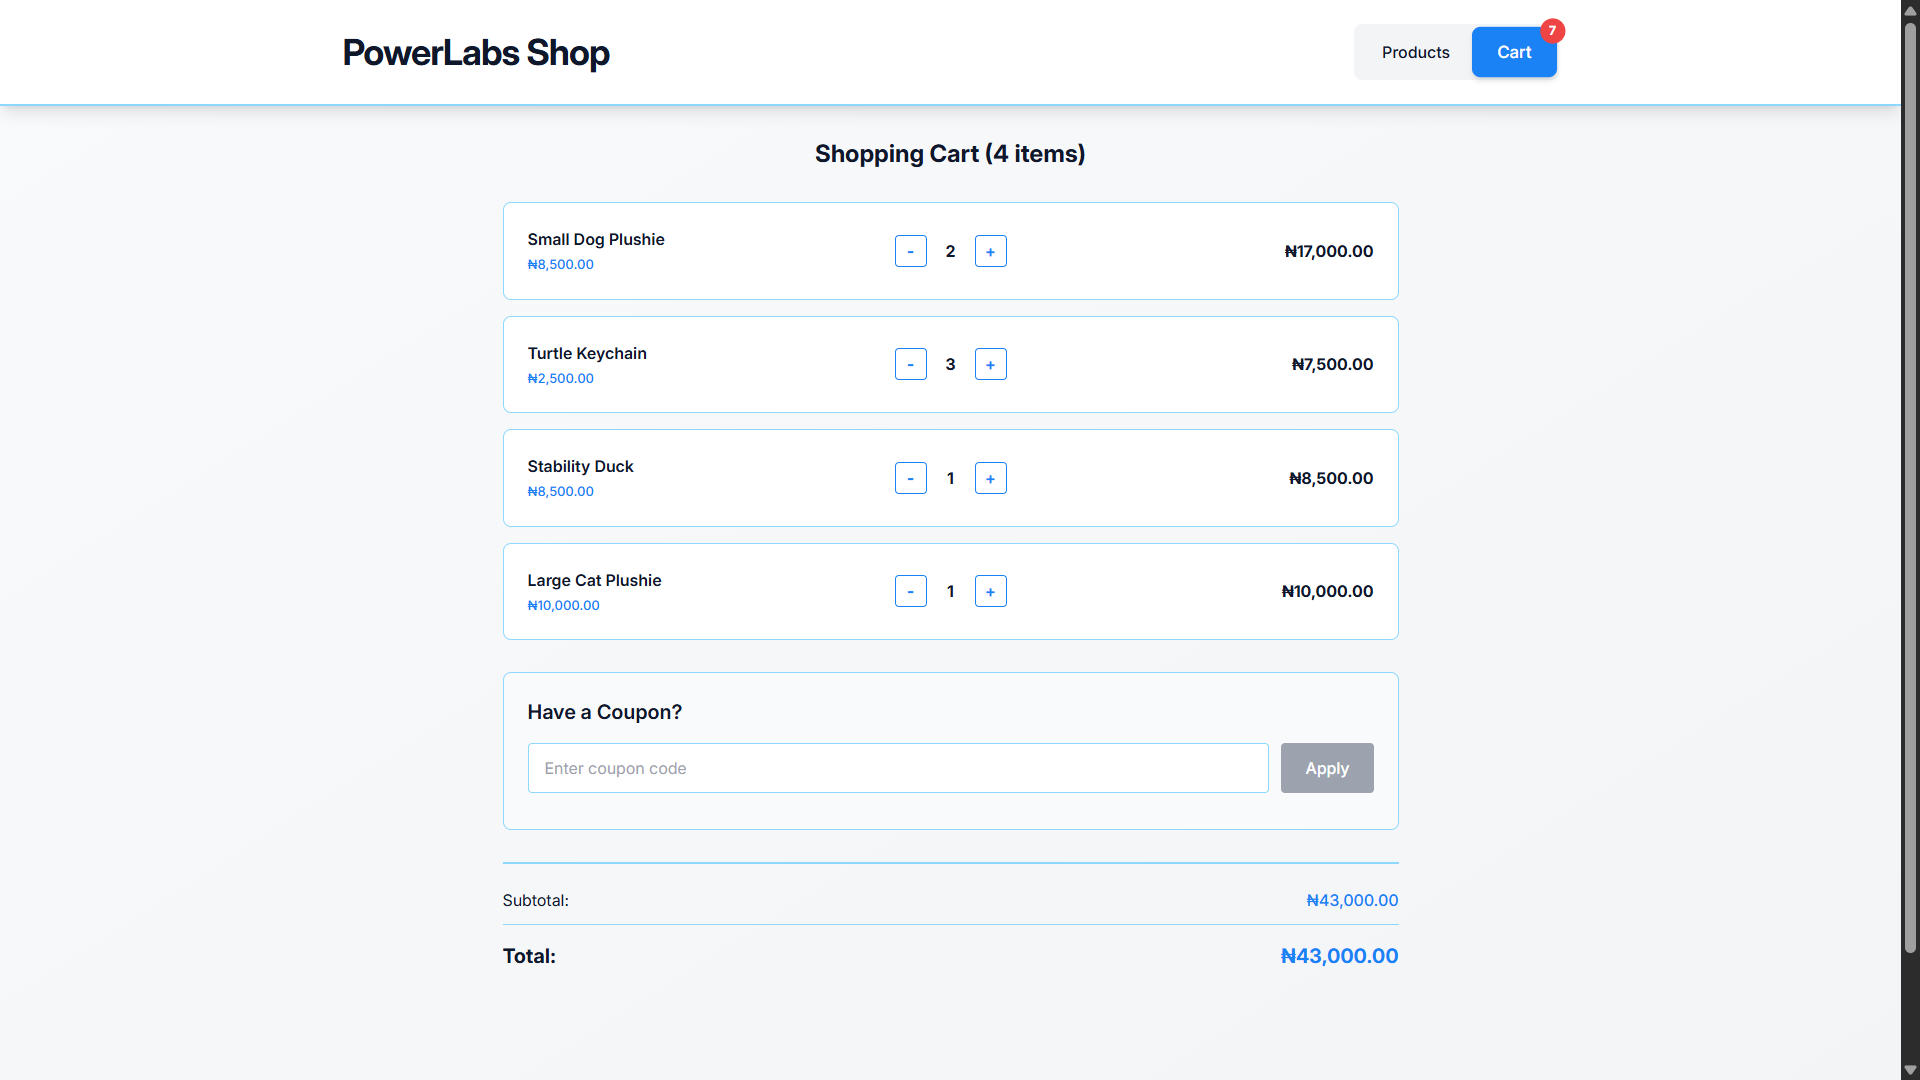 PowerLabs Shop
Products
Cart
7
Shopping Cart (4 items)
Small Dog Plushie
₦8,500.00
- 2 +
₦17,000.00
Turtle Keychain
₦2,500.00
- 3 +
₦7,500.00
Stability Duck
₦8,500.00
- 1 +
₦8,500.00
Large Cat Plushie
₦10,000.00
- 1 +
₦10,000.00
Have a Coupon?
Enter coupon code
Apply
Subtotal: ₦43,000.00
Total: ₦43,000.00